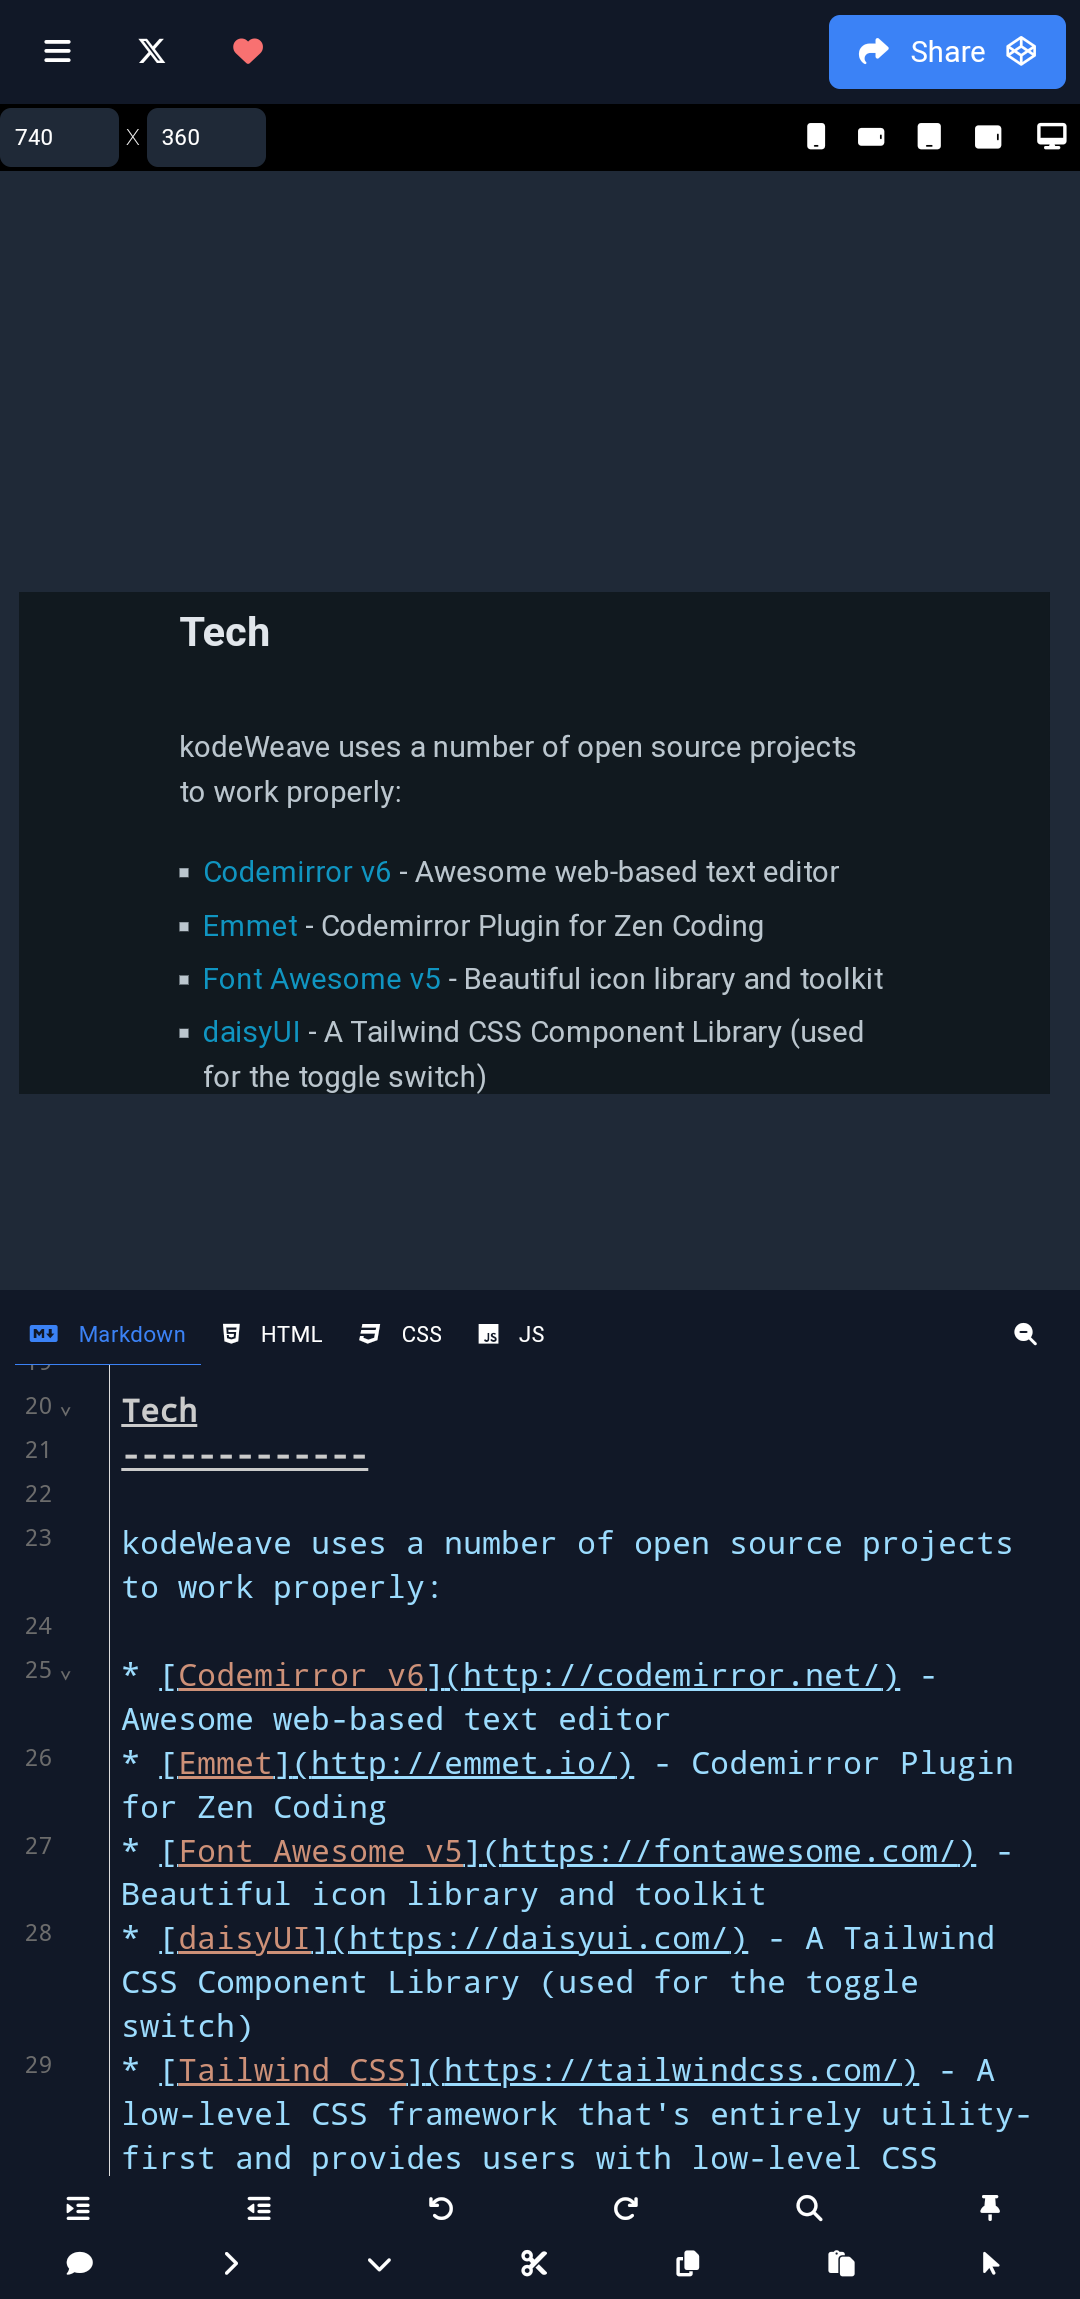 Share
740 X 360
Tech
kodeWeave uses a number of open source projects
to work properly:
▪ Codemirror v6 - Awesome web-based text editor
▪ Emmet - Codemirror Plugin for Zen Coding
▪ Font Awesome v5 - Beautiful icon library and toolkit
▪ daisyUI - A Tailwind CSS Component Library (used
for the toggle switch)
Markdown HTML CSS JS
19
20 Tech
21 -------------
22
23 kodeWeave uses a number of open source projects
to work properly:
24
25 * [Codemirror v6](http://codemirror.net/) -
Awesome web-based text editor
26 * [Emmet](http://emmet.io/) - Codemirror Plugin
for Zen Coding
27 * [Font Awesome v5](https://fontawesome.com/) -
Beautiful icon library and toolkit
28 * [daisyUI](https://daisyui.com/) - A Tailwind
CSS Component Library (used for the toggle
switch)
29 * [Tailwind CSS](https://tailwindcss.com/) - A
low-level CSS framework that's entirely utility-
first and provides users with low-level CSS